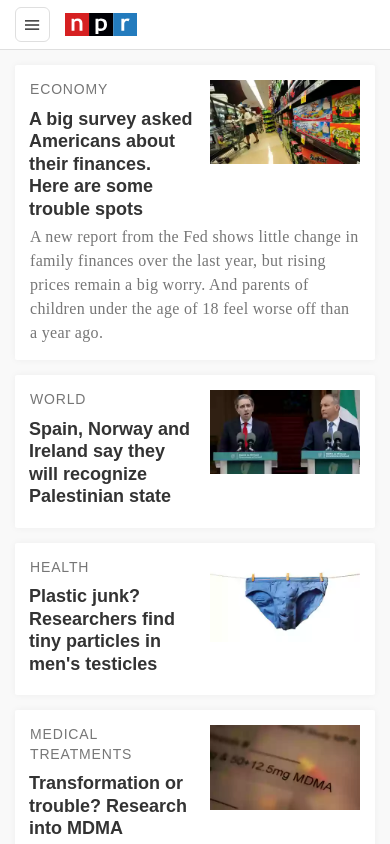 npr
ECONOMY
A big survey asked
Americans about
their finances.
Here are some
trouble spots
A new report from the Fed shows little change in
family finances over the last year, but rising
prices remain a big worry. And parents of
children under the age of 18 feel worse off than
a year ago.
WORLD
Spain, Norway and
Ireland say they
will recognize
Palestinian state
HEALTH
Plastic junk?
Researchers find
tiny particles in
men's testicles
MEDICAL
TREATMENTS
& 50+12.5mg MDMA
Transformation or
trouble? Research
into MDMA